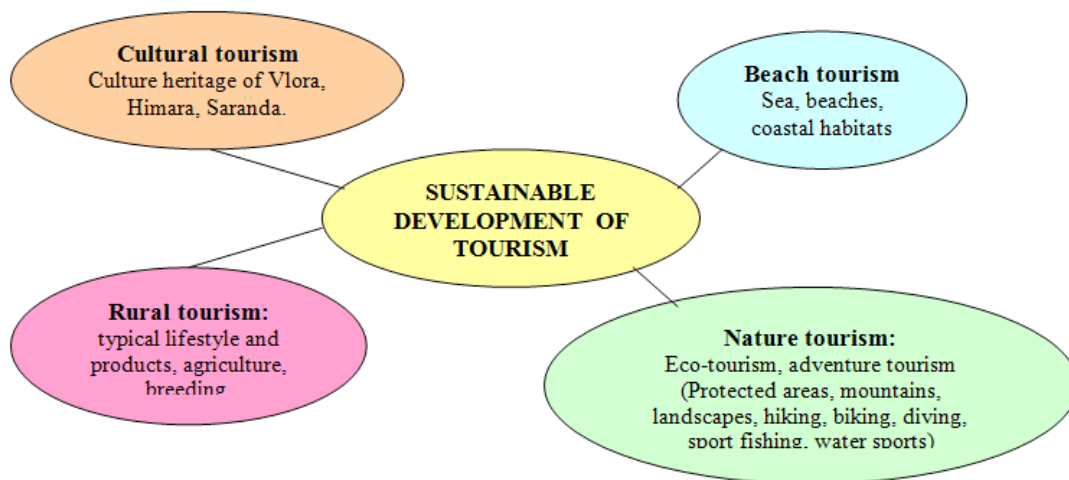 Cultural tourism
Culture heritage of Vlora,
Himara, Saranda.
Beach tourism
Sea, beaches,
coastal habitats
SUSTAINABLE
DEVELOPMENT OF
TOURISM
Rural tourism:
typical lifestyle and
products, agriculture,
breeding
Nature tourism:
Eco-tourism, adventure tourism
(Protected areas, mountains,
landscapes, hiking, biking, diving,
sport fishing, water sports)